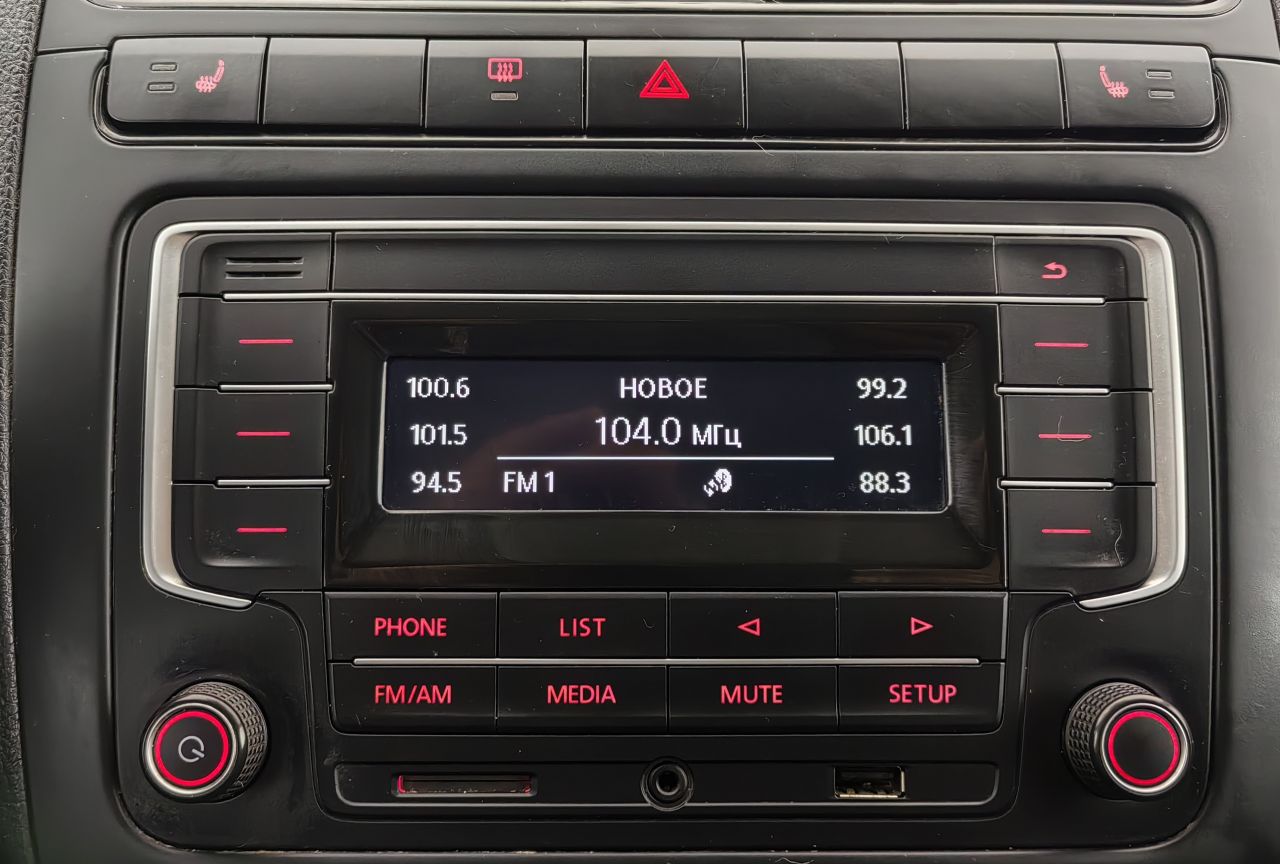 100.6 НОВОЕ 99.2
101.5 104.0 МГц 106.1
94.5 FM 1 88.3
PHONE LIST
FM/AM MEDIA MUTE SETUP